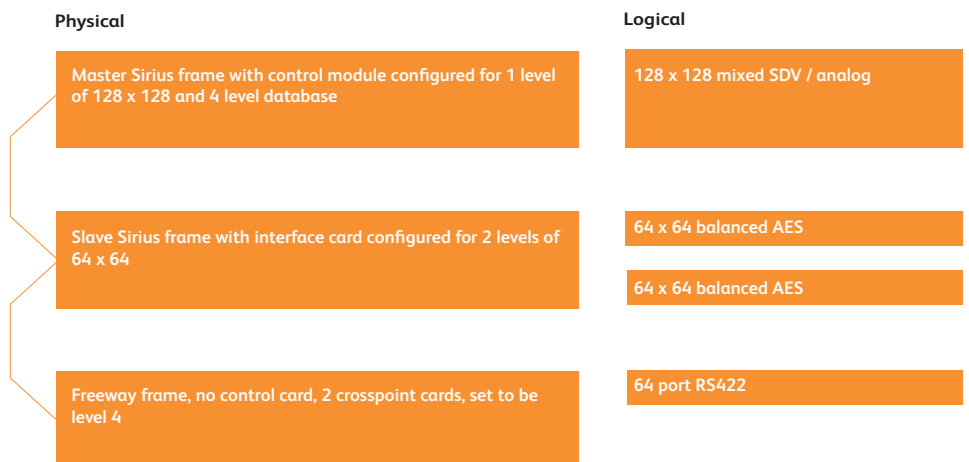 Physical
Logical
Master Sirius frame with control module configured for 1 level
of 128 x 128 and 4 level database
128 x 128 mixed SDV / analog
Slave Sirius frame with interface card configured for 2 levels of
64 x 64
64 x 64 balanced AES
64 x 64 balanced AES
Freeway frame, no control card, 2 crosspoint cards, set to be
level 4
64 port RS422